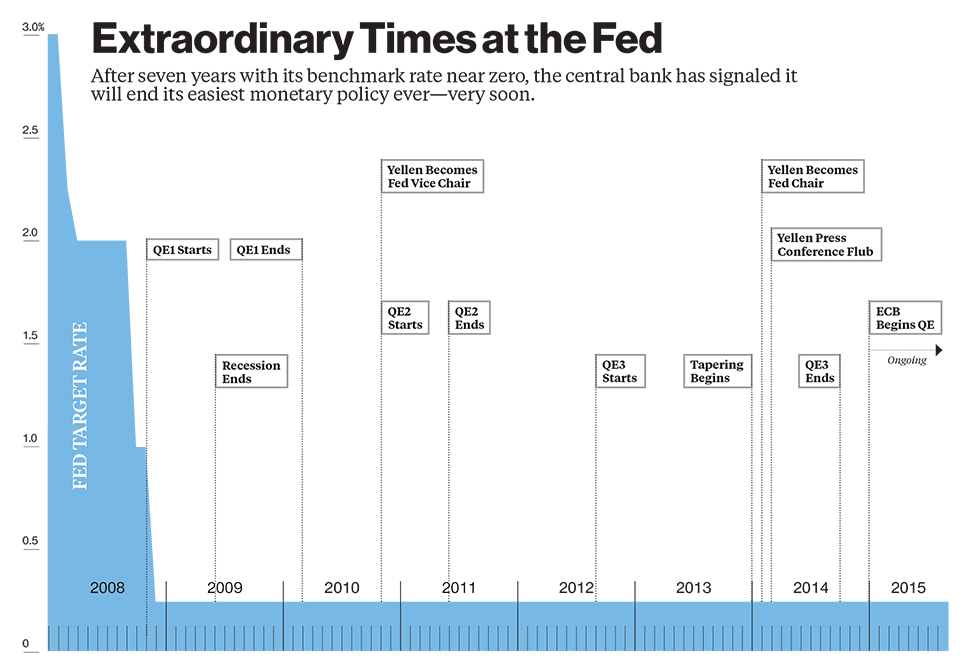 Extraordinary Times at the Fed
After seven years with its benchmark rate near zero, the central bank has signaled it
will end its easiest monetary policy ever—very soon.
3.0%
2.5
2.0
1.5
1.0
0.5
0
FED TARGET RATE
QE1 Starts
QE1 Ends
Recession
Ends
Yellen Becomes
Fed Vice Chair
QE2
Starts
QE2
Ends
QE3
Starts
Tapering
Begins
Yellen Becomes
Fed Chair
Yellen Press
Conference Flub
QE3
Ends
ECB
Begins QE
Ongoing
2008
2009
2010
2011
2012
2013
2014
2015